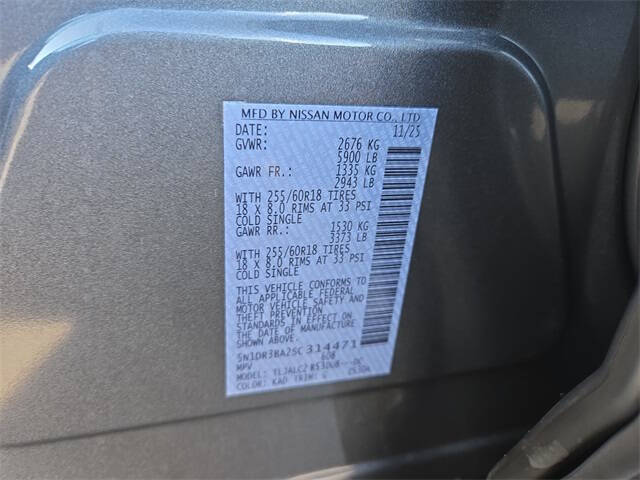 MFD BY NISSAN MOTOR CO., LTD
DATE: 11/25
GVWR: 2676 KG
5900 LB
GAWR FR.: 1335 KG
2943 LB
WITH 255/60R18 TIRES
18 X 8.0 RIMS AT 33 PSI
COLD SINGLE
GAWR RR.: 1530 KG
3373 LB
WITH 255/60R18 TIRES
18 X 8.0 RIMS AT 33 PSI
COLD SINGLE
THIS VEHICLE CONFORMS TO
ALL APPLICABLE FEDERAL
MOTOR VEHICLE SAFETY AND
THEFT PREVENTION
STANDARDS IN EFFECT ON
THE DATE OF MANUFACTURE
5N1DR3BA2SC314471
MPV
COLOR: KAD TRIM: G